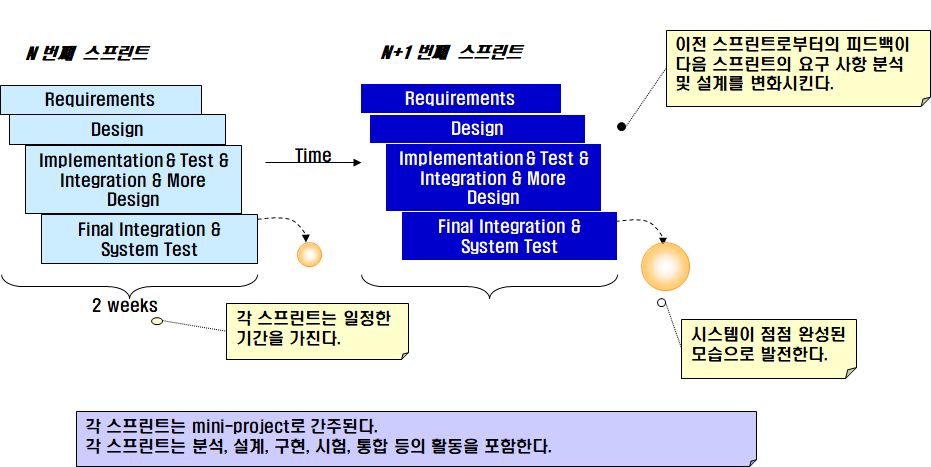 N 번째 스프린트
N+1 번째 스프린트
이전 스프린트로부터의 피드백이
다음 스프린트의 요구 사항 분석
및 설계를 변화시킨다.
Requirements
Design
Implementation & Test &
Integration & More
Design
Final Integration &
System Test
Time
Requirements
Design
Implementation & Test &
Integration & More
Design
Final Integration &
System Test
2 weeks
각 스프린트는 일정한
기간을 가진다.
시스템이 점점 완성된
모습으로 발전한다.
각 스프린트는 mini-project로 간주된다.
각 스프린트는 분석, 설계, 구현, 시험, 통합 등의 활동을 포함한다.